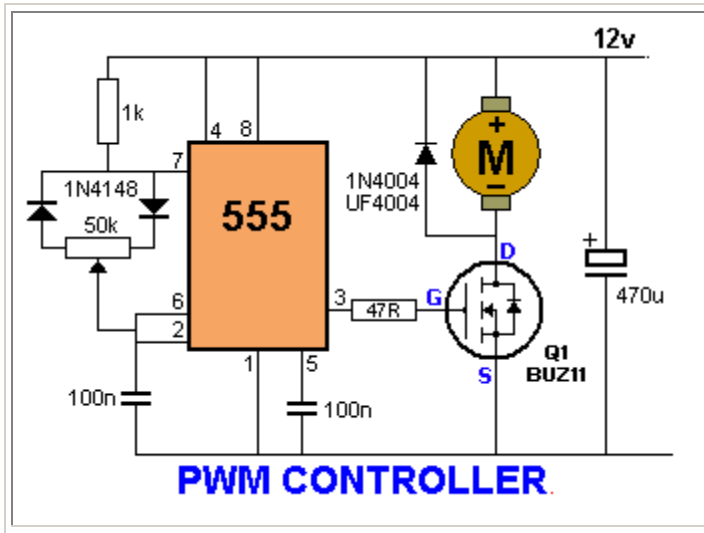 12v
1k
4
8
7
1N4148
50k
555
1N4004
UF4004
+
M
−
+
470u
D
G
S
Q1
BUZ11
6
2
3
47R
1
5
100n
100n
PWM CONTROLLER.